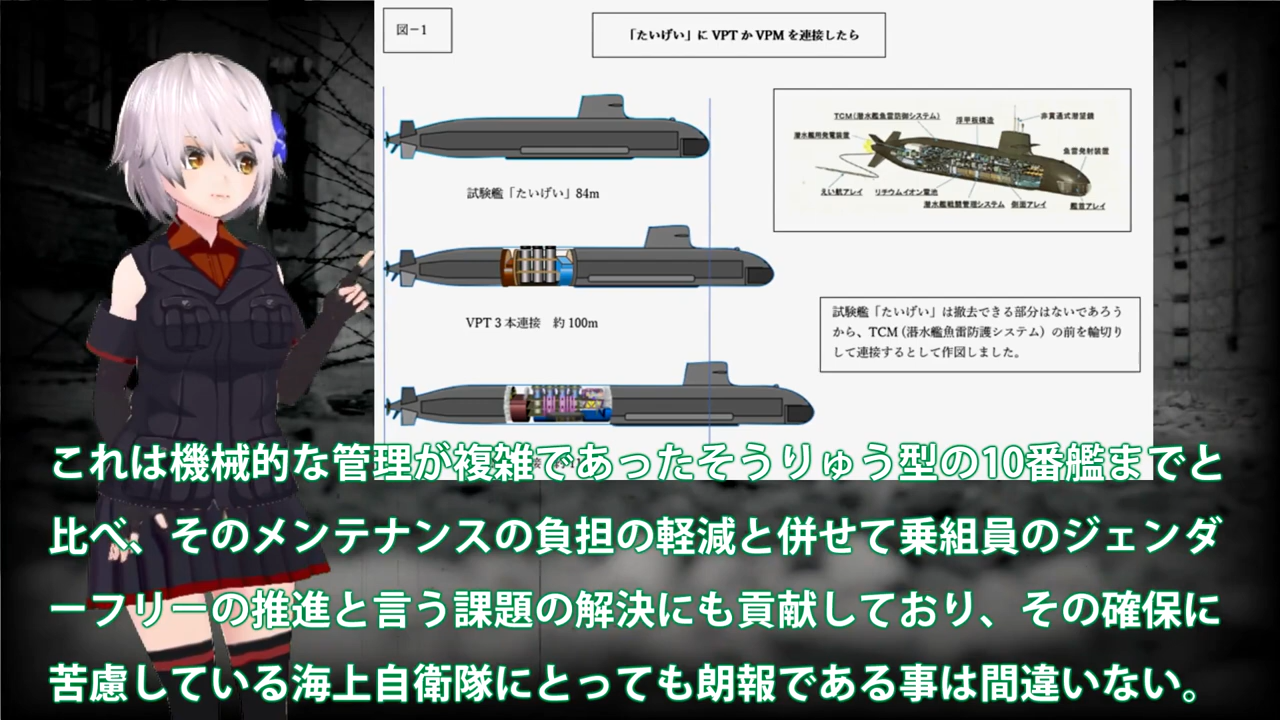 図－1
「たいげい」に VPT か VPM を連接したら
試験艦「たいげい」84m
VPT 3 本連接　約 100m
TCM（潜水艦魚雷防御システム）
浮甲板構造
非貫通式潜望鏡
潜水艦用発電装置
魚雷発射装置
えい航アレイ
リチウムイオン電池
潜水艦戦闘管理システム
側面アレイ
艦首アレイ
試験艦「たいげい」は撤去できる部分はないであろう
から、TCM（潜水艦魚雷防護システム）の前を輪切り
して連接するとして作図しました。
これは機械的な管理が複雑であったそうりゅう型の10番艦までと
比べ、そのメンテナンスの負担の軽減と併せて乗組員のジェンダ
ーフリーの推進と言う課題の解決にも貢献しており、その確保に
苦慮している海上自衛隊にとっても朗報である事は間違いない。